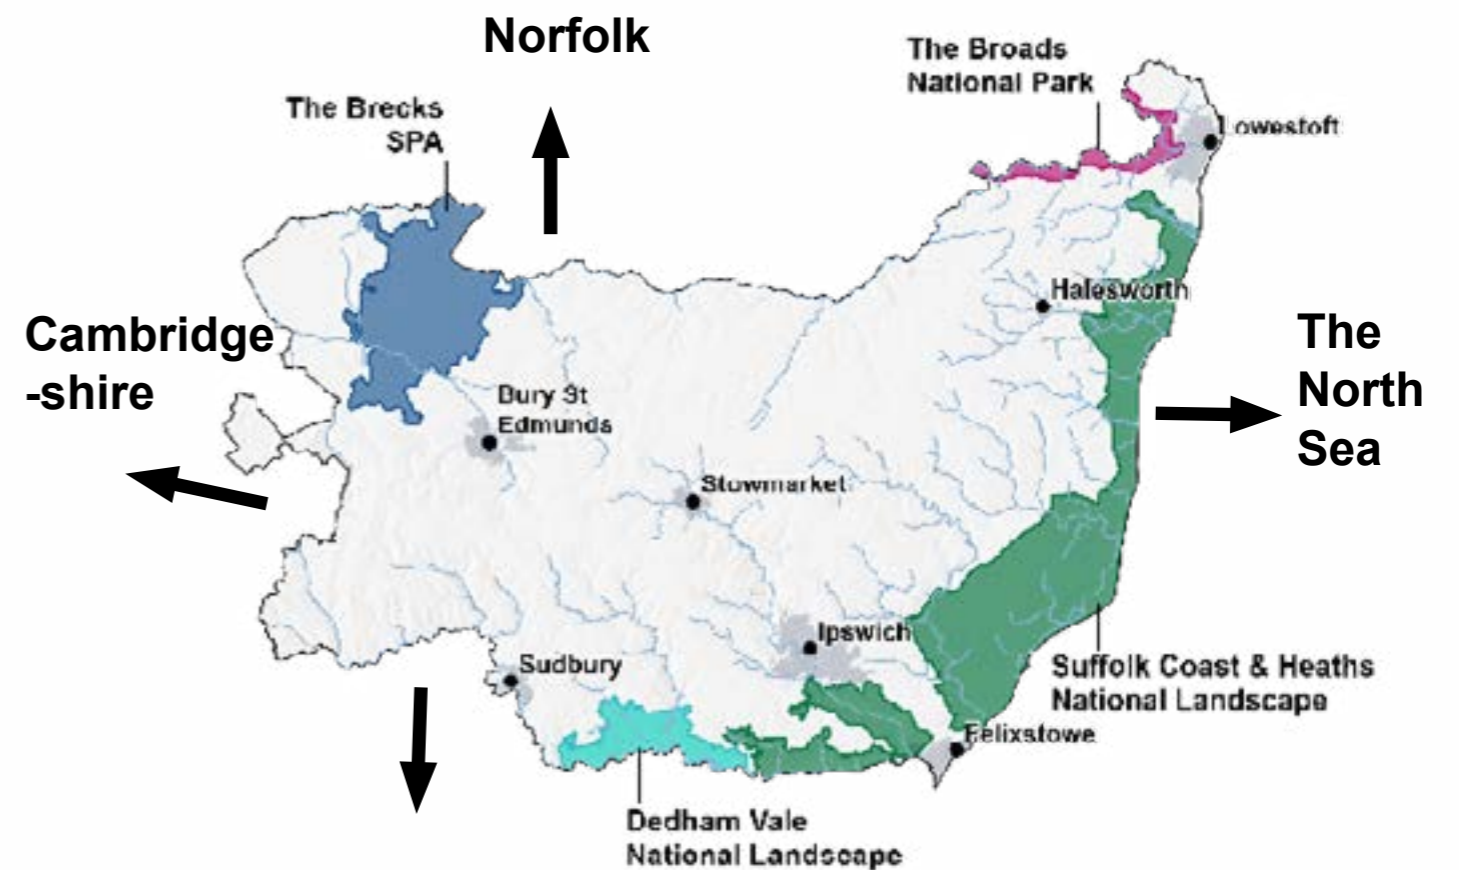 Norfolk
The Broads
National Park
The Brecks
SPA
Lowestoft
Halesworth
Cambridge
-shire
The
North
Sea
Bury St
Edmunds
Stowmarket
Ipswich
Sudbury
Suffolk Coast & Heaths
National Landscape
Felixstowe
Dedham Vale
National Landscape